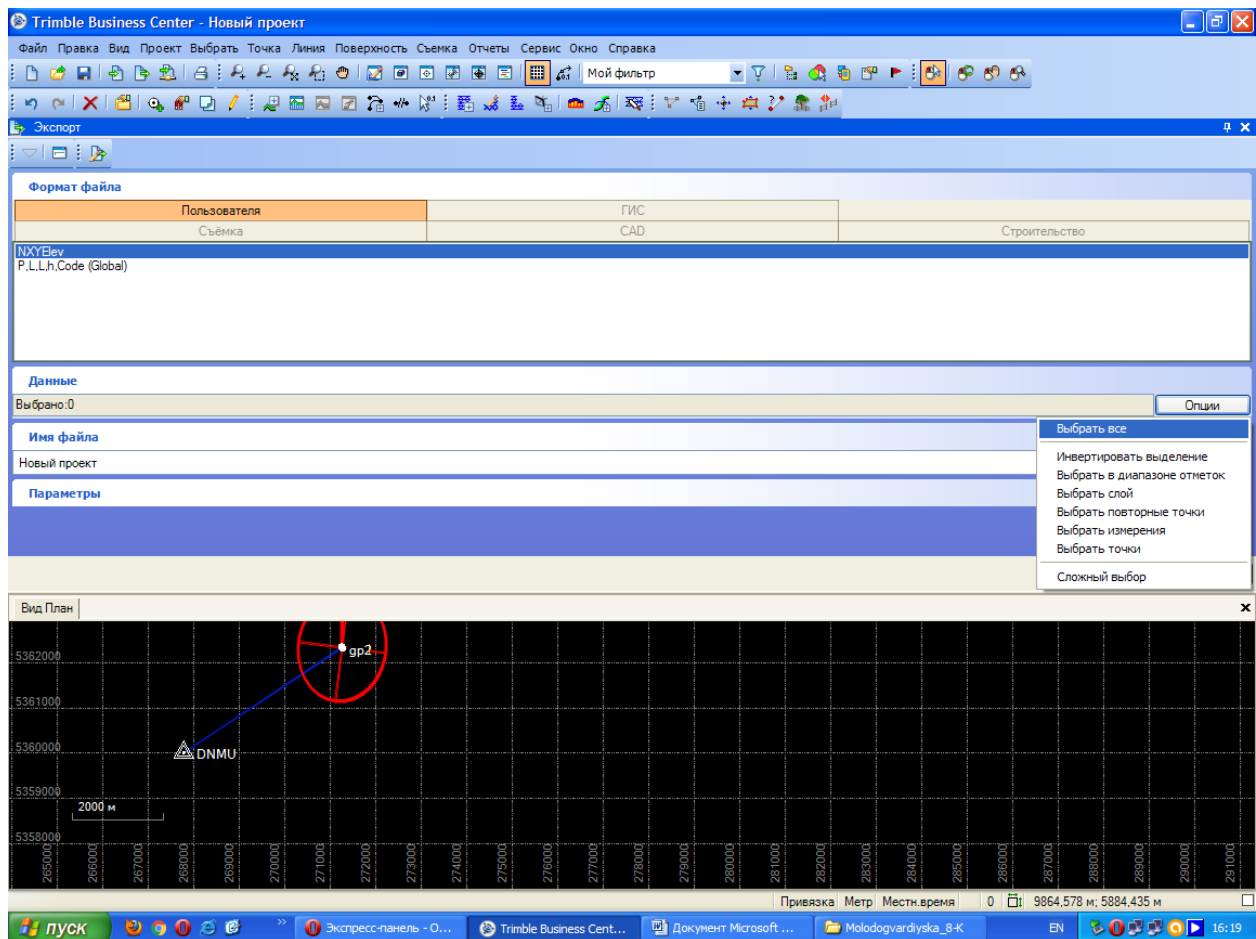 Trimble Business Center - Новый проект
Файл Правка Вид Проект Выбрать Точка Линия Поверхность Съемка Отчеты Сервис Окно Справка
Мой фильтр
Экспорт
Формат файла
Пользователя ГИС
Съёмка CAD Строительство
NXYElev
P,L,L,h,Code (Global)
Данные
Выбрано:0 Опции
Выбрать все
Имя файла
Инвертировать выделение
Новый проект
Выбрать в диапазоне отметок
Параметры
Выбрать слой
Выбрать повторные точки
Выбрать измерения
Выбрать точки
Сложный выбор
Вид План
5362000
gp2
5361000
5360000
DNMU
5359000
2000 м
5358000
265000 266000 267000 268000 269000 270000 271000 272000 273000 274000 275000 276000 277000 278000 279000 280000 281000 282000 283000 284000 285000 286000 287000 288000 289000 290000 291000
Привязка Метр Местн.время 0 9864,578 м; 5884,435 м
пуск » Экспресс-панель - О... Trimble Business Cent... Документ Microsoft ... Molodogvardiyska_8-K EN 16:19